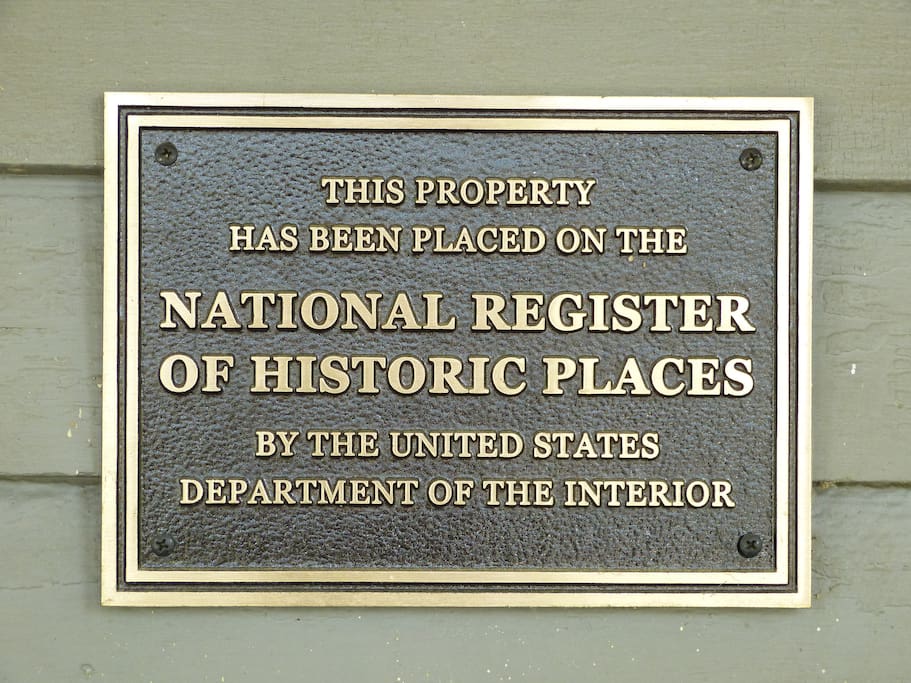 THIS PROPERTY
HAS BEEN PLACED ON THE
NATIONAL REGISTER
OF HISTORIC PLACES
BY THE UNITED STATES
DEPARTMENT OF THE INTERIOR